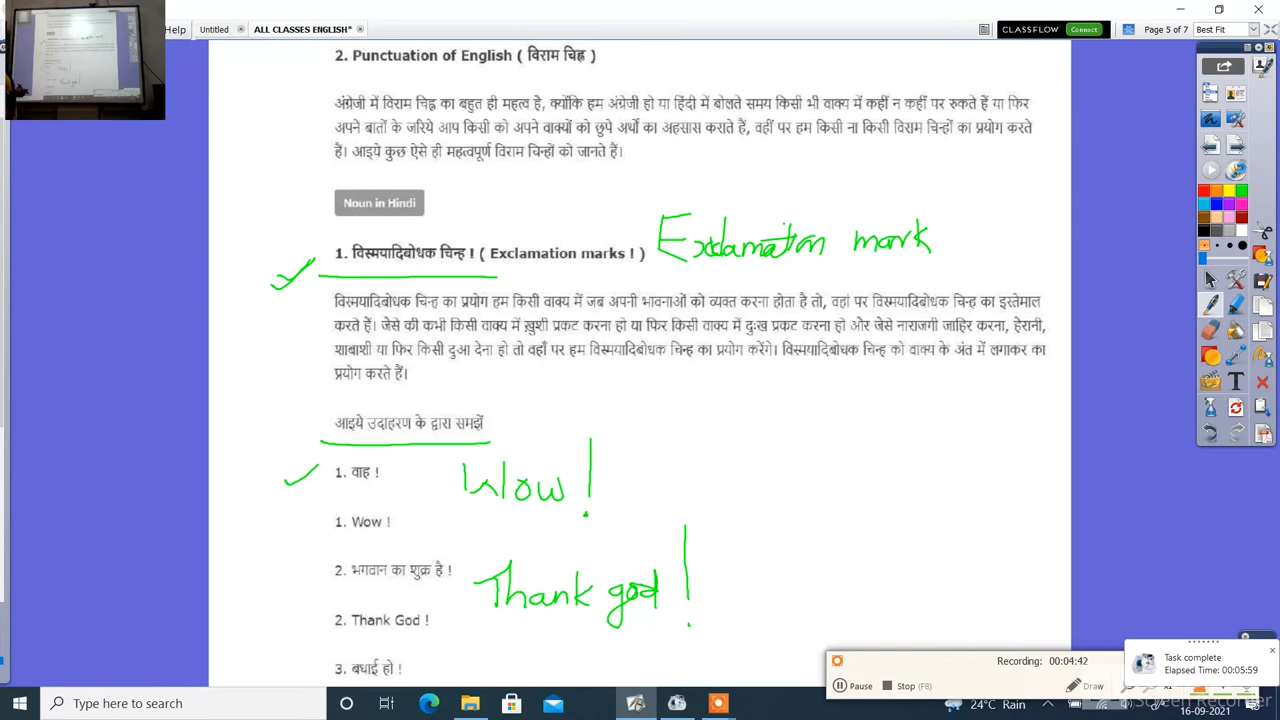 Help Untitled ALL CLASSES ENGLISH* CLASSFLOW Connect Page 5 of 7 Best Fit
2. Punctuation of English ( विराम चिह्न )
अंग्रेजी में विराम चिह्न का बहुत ही महत्व है, क्योंकि हम अंग्रेजी हो या हिंदी में बोलते समय किसी भी वाक्य में कहीं न कहीं पर रुकते हैं या फिर
अपने बातों के जरिये आप किसी को अपने वाक्यों को छुपे अर्थो का अहसास कराते हैं, वहीं पर हम किसी ना किसी विराम चिन्हों का प्रयोग करते
हैं। आइये कुछ ऐसे ही महत्वपूर्ण विराम चिन्हों को जानते हैं।
Noun in Hindi
Exclamation mark
1. विस्मयादिबोधक चिन्ह ! ( Exclamation marks ! )
विस्मयादिबोधक चिन्ह का प्रयोग हम किसी वाक्य में जब अपनी भावनाओं को व्यक्त करना होता है तो, वहां पर विस्मयादिबोधक चिन्ह का इस्तेमाल
करते हैं। जेसे की कभी किसी वाक्य में ख़ुशी प्रकट करना हो या फिर किसी वाक्य में दुःख प्रकट करना हो और जेसे नाराजगी जाहिर करना, हेरानी,
शाबाशी या फिर किसी दुआ देना हो तो वहाँ पर हम विस्मयादिबोधक चिन्ह का प्रयोग करेंगे। विस्मयादिबोधक चिन्ह को वाक्य के अंत में लगाकर का
प्रयोग करते हैं।
आइये उदाहरण के द्वारा समझें
1. वाह !
Wow !
1. Wow !
2. भगवान का शुक्र है !
Thank god !
2. Thank God !
3. बधाई हो !
Task complete
Size: 00:05:59
Recording: 00:04:42
Pause Stop (F8) Draw
Type here to search
24°C Rain
16-09-2021